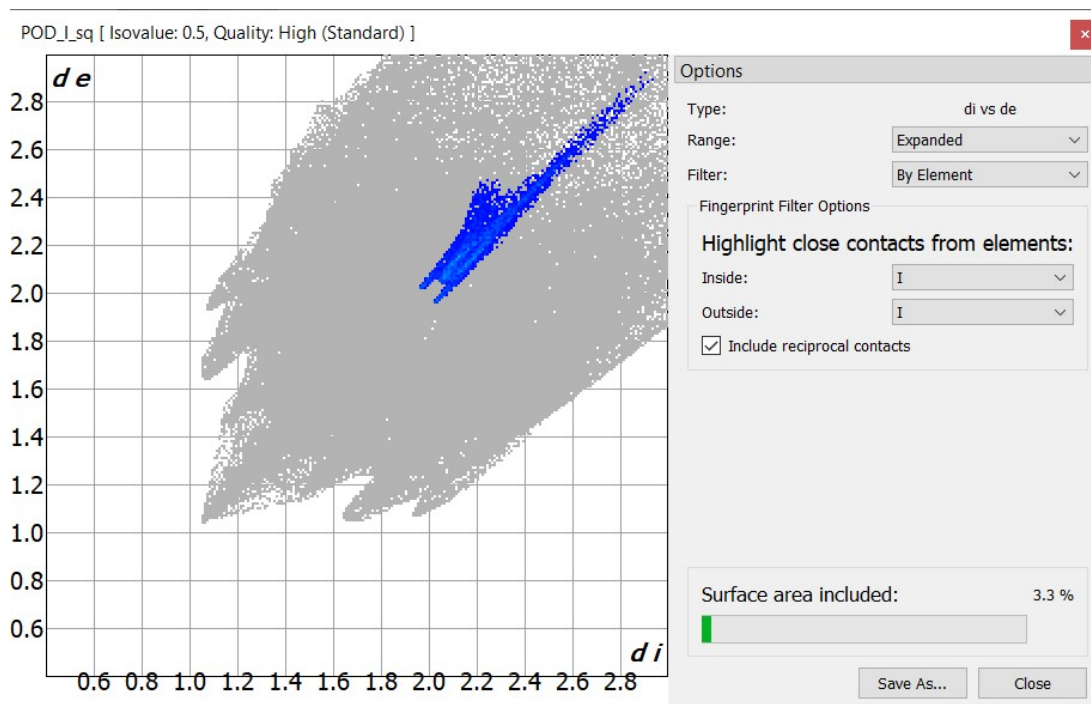 POD_I_sq [ Isovalue: 0.5, Quality: High (Standard) ]
×
d e
2.8
2.6
2.4
2.2
2.0
1.8
1.6
1.4
1.2
1.0
0.8
0.6
d i
0.6 0.8 1.0 1.2 1.4 1.6 1.8 2.0 2.2 2.4 2.6 2.8
Options
Type: di vs de
Range: Expanded
Filter: By Element
Fingerprint Filter Options
Highlight close contacts from elements:
Inside: I
Outside: I
Include reciprocal contacts
Surface area included: 3.3 %
Save As... Close